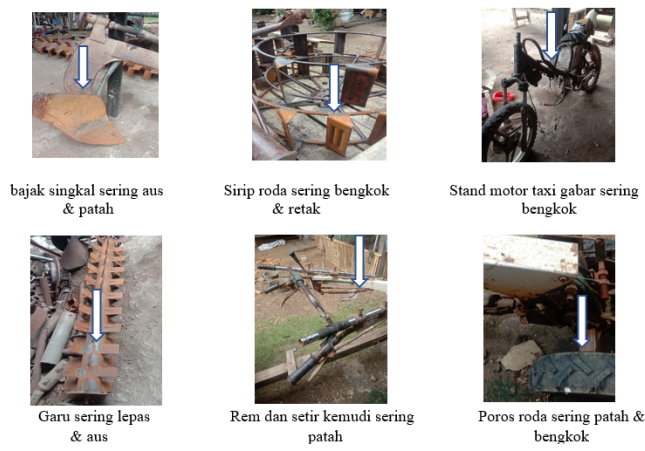 bajak singkal sering aus
& patah
Sirip roda sering bengkok
& retak
Stand motor taxi gabar sering
bengkok
Garu sering lepas
& aus
Rem dan setir kemudi sering
patah
Poros roda sering patah &
bengkok